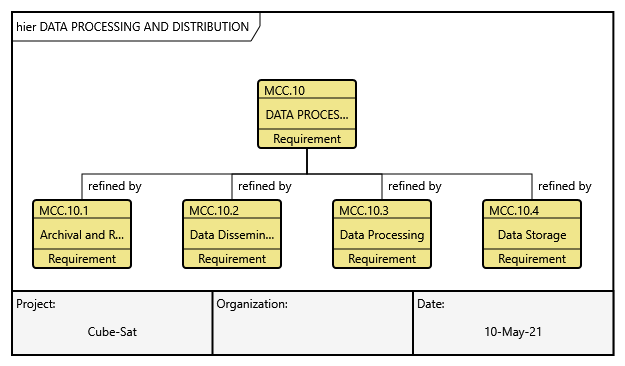 hier DATA PROCESSING AND DISTRIBUTION
MCC.10
DATA PROCES...
Requirement
refined by refined by refined by refined by
MCC.10.1 MCC.10.2 MCC.10.3 MCC.10.4
Archival and R... Data Dissemin... Data Processing Data Storage
Requirement Requirement Requirement Requirement
Project: Organization: Date:
Cube-Sat 10-May-21